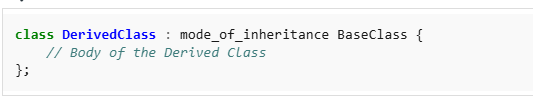 class DerivedClass : mode_of_inheritance BaseClass {
    // Body of the Derived Class
};